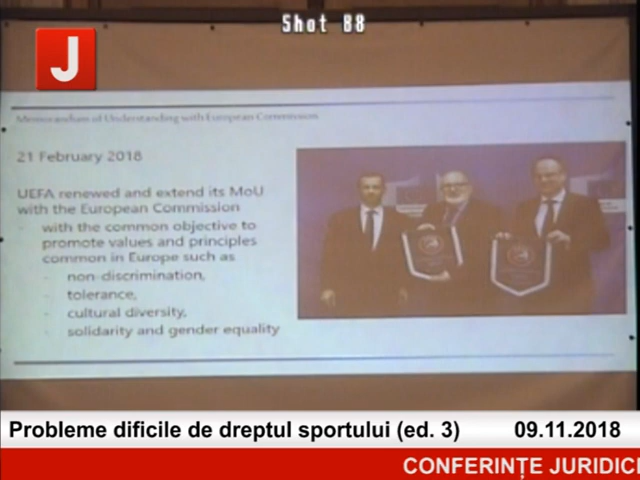 Shot 88
J
Memorandum of Understanding with European Commission
21 February 2018
UEFA renewed and extend its MoU
with the European Commission
- with the common objective to
promote values and principles
common in Europe such as
- non-discrimination,
- tolerance,
- cultural diversity,
- solidarity and gender equality
Probleme dificile de dreptul sportului (ed. 3) 09.11.2018
CONFERINȚE JURIDICE